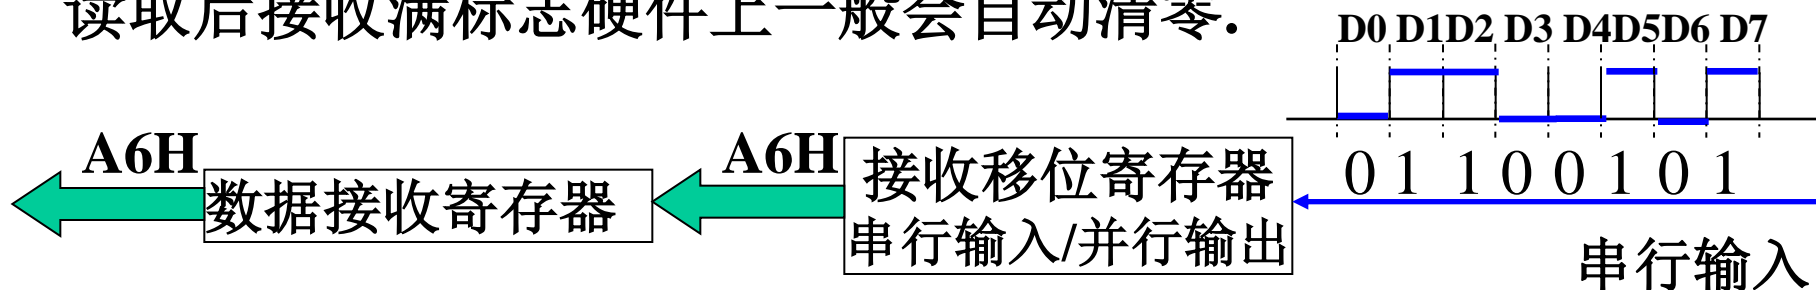 读取后接收满标志硬件上一般会自动清零.
D0 D1D2 D3 D4D5D6 D7
A6H
A6H
数据接收寄存器
接收移位寄存器
串行输入/并行输出
0 1 1 0 0 1 0 1
串行输入